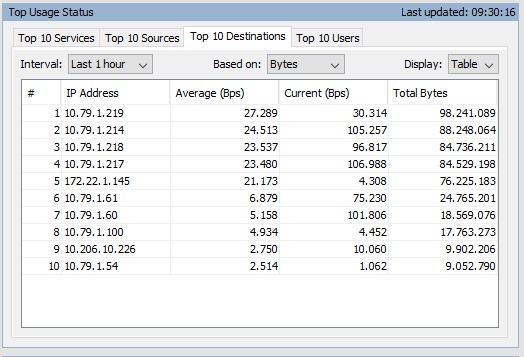 Top Usage Status Last updated: 09:30:16
Top 10 Services Top 10 Sources Top 10 Destinations Top 10 Users
Interval: Last 1 hour Based on: Bytes Display: Table
# IP Address Average (Bps) Current (Bps) Total Bytes
1 10.79.1.219 27.289 30.314 98.241.089
2 10.79.1.214 24.513 105.257 88.248.064
3 10.79.1.218 23.537 96.817 84.736.211
4 10.79.1.217 23.480 106.988 84.529.198
5 172.22.1.145 21.173 4.308 76.225.183
6 10.79.1.61 6.879 75.230 24.765.201
7 10.79.1.60 5.158 101.806 18.569.076
8 10.79.1.100 4.934 4.452 17.763.273
9 10.206.10.226 2.750 10.060 9.902.206
10 10.79.1.54 2.514 1.062 9.052.790